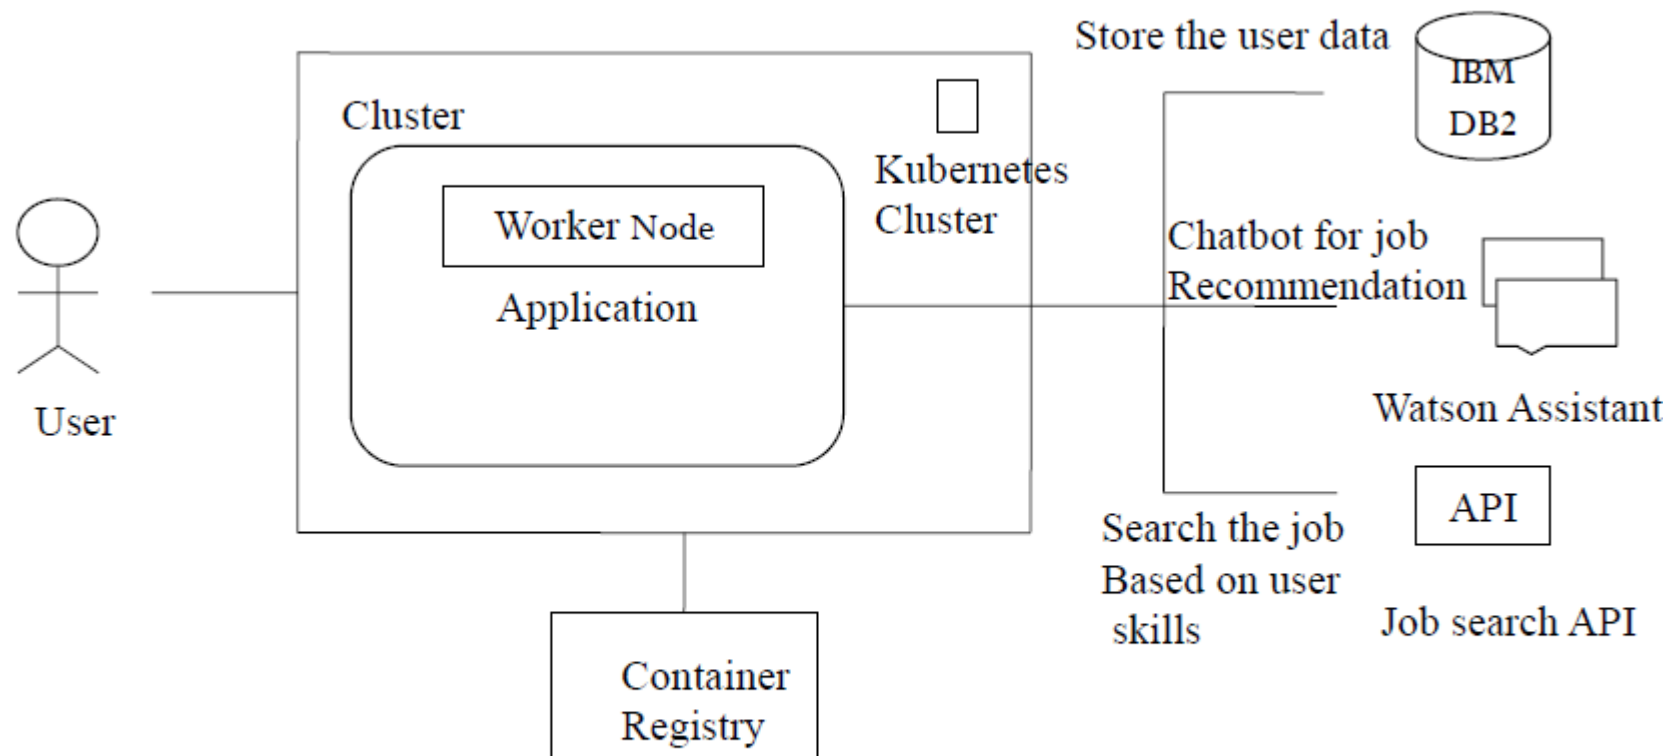 Store the user data
IBM
DB2
Cluster
Kubernetes
Cluster
Worker Node
Application
Chatbot for job
Recommendation
User
Watson Assistant
API
Search the job
Based on user
skills
Job search API
Container
Registry